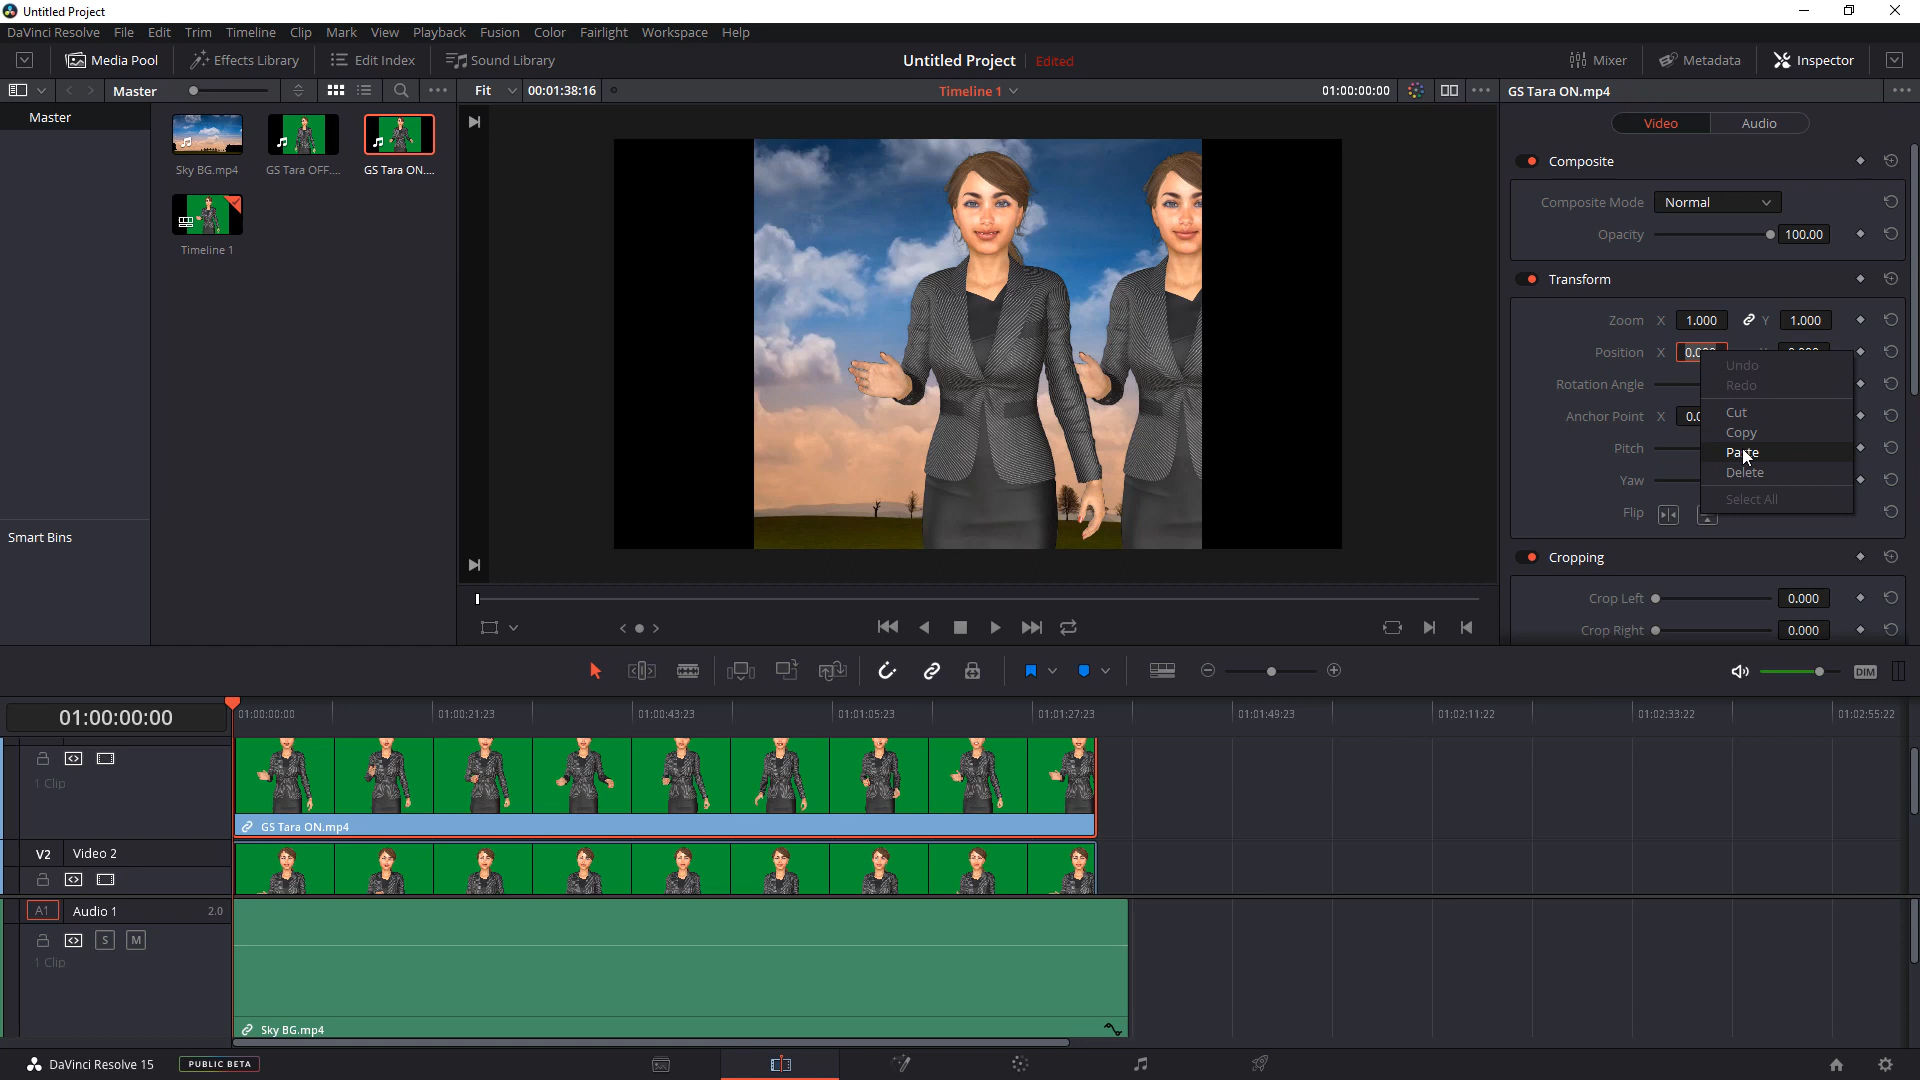 Untitled Project
DaVinci Resolve File Edit Trim Timeline Clip Mark View Playback Fusion Color Fairlight Workspace Help
Media Pool Effects Library Edit Index Sound Library Untitled Project Edited Mixer Metadata Inspector
Master Fit 00:01:38:16 Timeline 1 01:00:00:00 GS Tara ON.mp4
Master
Video Audio
Composite
Sky BG.mp4 GS Tara OFF.... GS Tara ON....
Composite Mode Normal
Opacity 100.00
Timeline 1
Transform
Zoom X 1.000 Y 1.000
Position X
Undo
Rotation Angle Redo
Cut
Anchor Point X
Copy
Pitch
Paste
Delete
Yaw
Select All
Flip
Smart Bins
Cropping
Crop Left 0.000
Crop Right 0.000
DIM
01:00:00:00 01:00:00:00 01:00:21:23 01:00:43:23 01:01:05:23 01:01:27:23 01:01:49:23 01:02:11:22 01:02:33:22 01:02:55:22
1 Clip
GS Tara ON.mp4
V2 Video 2
A1 Audio 1 2.0
S M
1 Clip
Sky BG.mp4
DaVinci Resolve 15 PUBLIC BETA